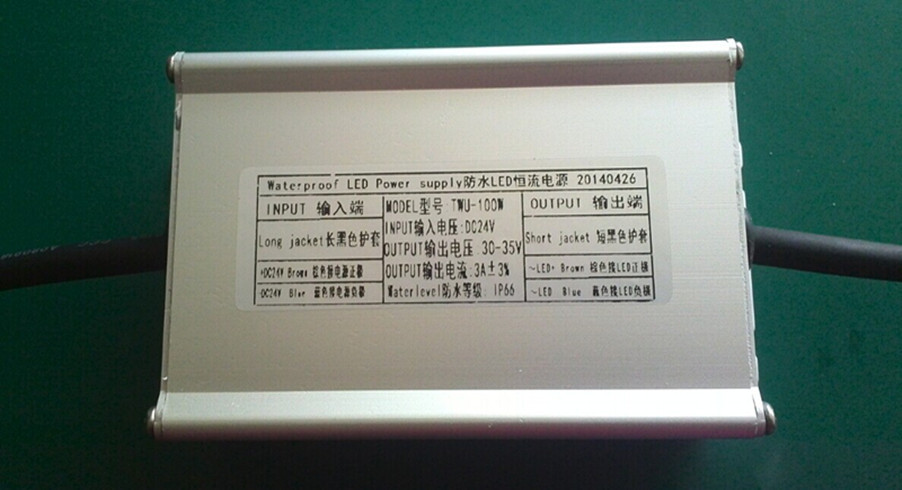 Waterproof LED Power supply防水LED恒流电源 20140426
INPUT 输入端
Long jacket长黑色护套
+DC24V Brown 棕色接电源正极
-DC24V Bler 蓝色接电源负极
MODEL型号 TWU-100W
INPUT输入电压:DC24V
OUTPUT输出电压: 30-35V
OUTPUT输出电流:3A±3%
Waterlevel防水等级: IP66
OUTPUT 输出端
Short jacket 短黑色护套
~LED+ Brown 棕色接LED正极
~LED Blue 蓝色接LED负极